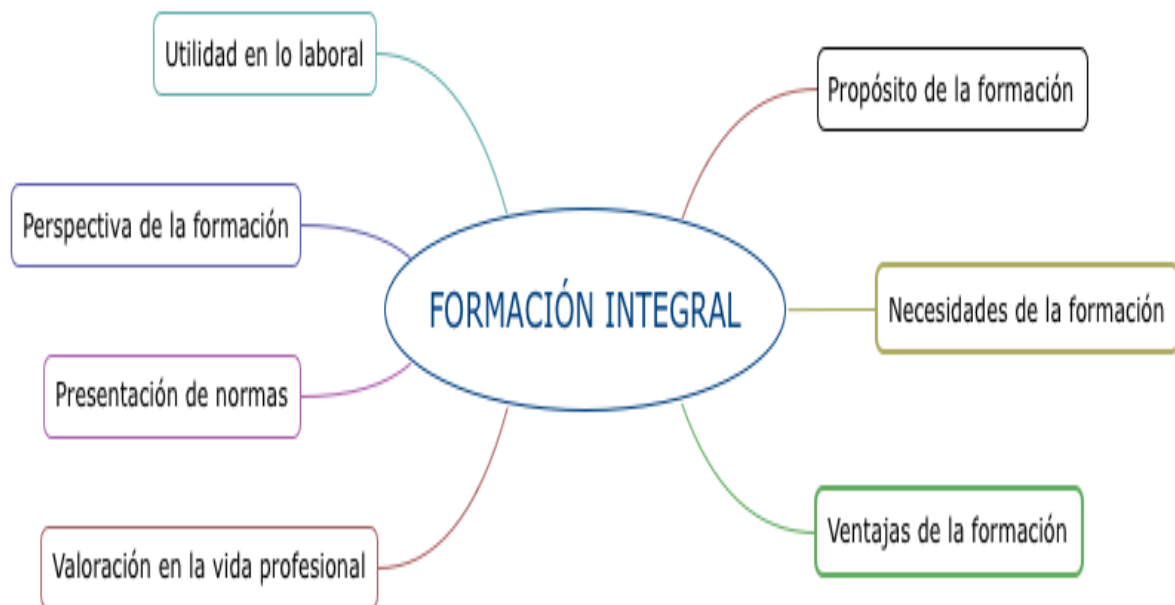 Utilidad en lo laboral
Propósito de la formación
Perspectiva de la formación
FORMACIÓN INTEGRAL
Necesidades de la formación
Presentación de normas
Ventajas de la formación
Valoración en la vida profesional